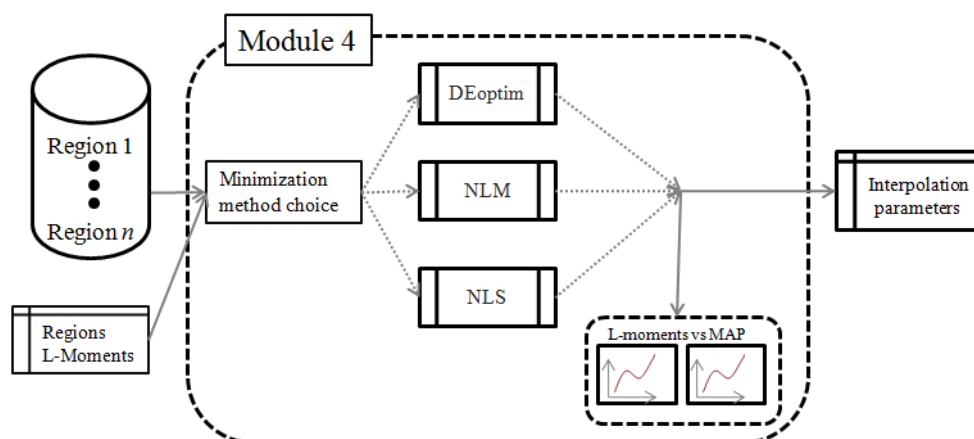 Module 4
Region 1
Region n
Regions
L-Moments
Minimization
method choice
DEoptim
NLM
NLS
L-moments vs MAP
Interpolation
parameters